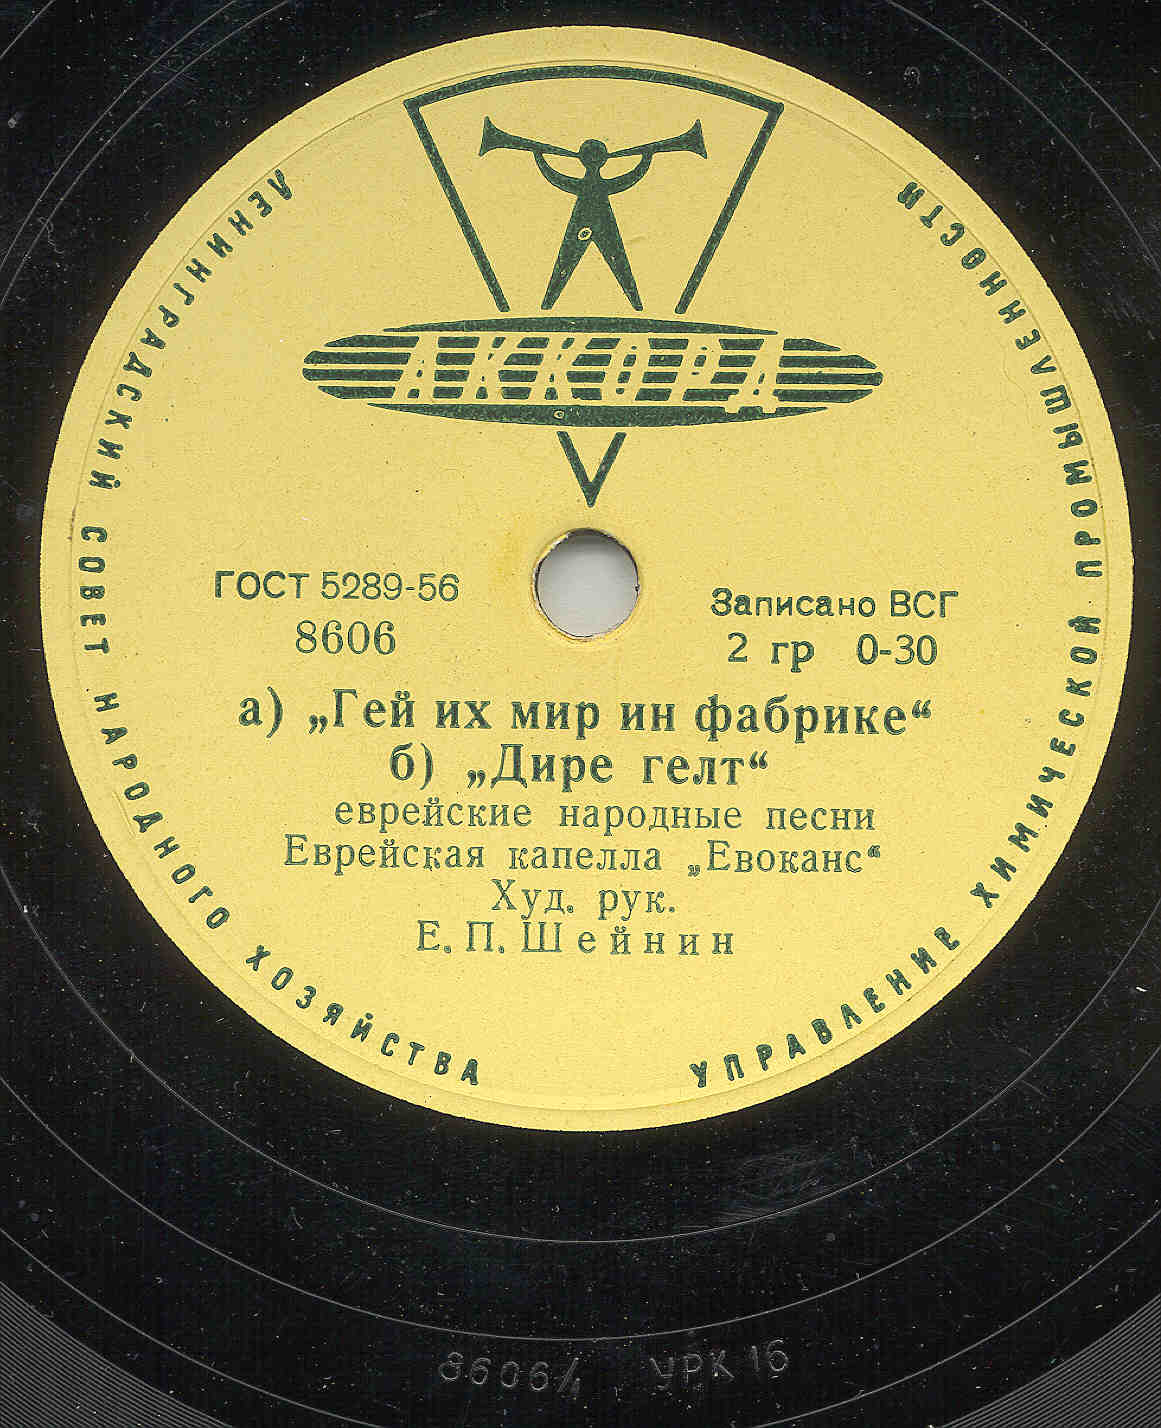 ЛЕНИНГРАДСКИЙ СОВЕТ НАРОДНОГО ХОЗЯЙСТВА
УПРАВЛЕНИЕ ХИМИЧЕСКОЙ ПРОМЫШЛЕННОСТИ
АККОРД
ГОСТ 5289-56
8606
Записано ВСГ
2 гр 0-30
а) „Гей их мир ин фабрике“
б) „Дире гелт“
еврейские народные песни
Еврейская капелла „Евоканс“
Худ. рук.
Е. П. Шейнин
8606/1 УРК 16